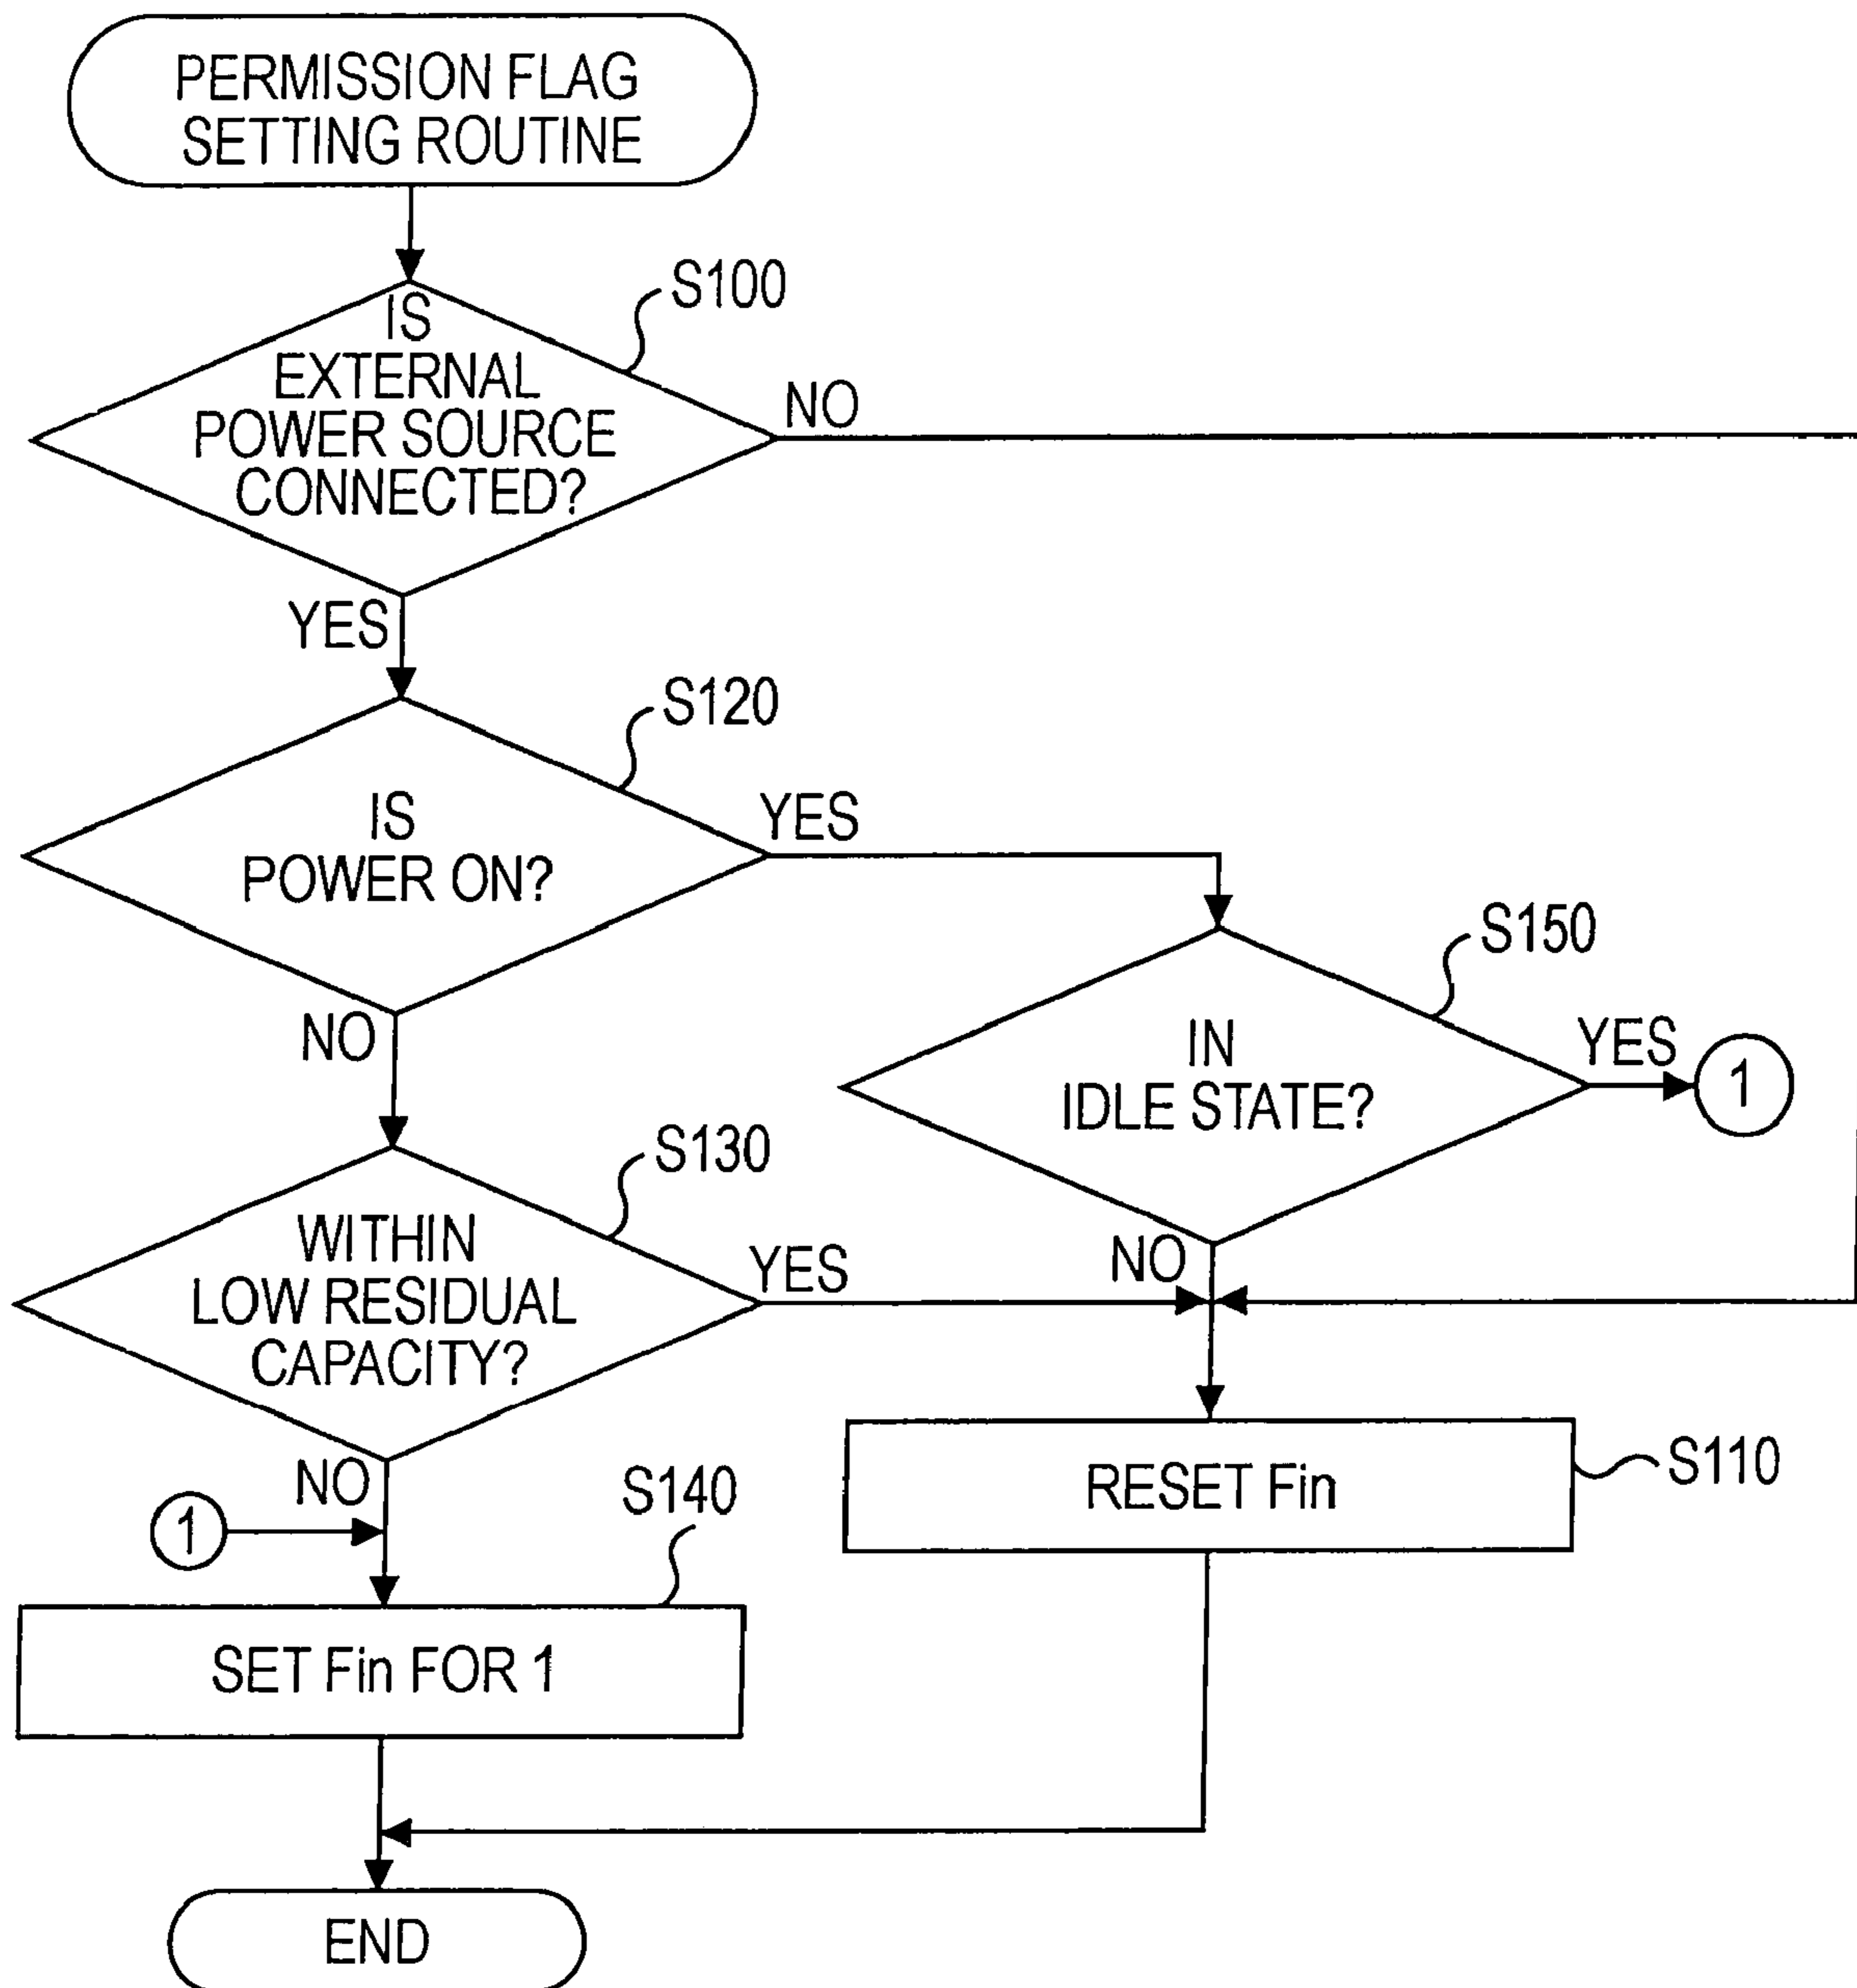 PERMISSION FLAG
SETTING ROUTINE
S100
IS
EXTERNAL
POWER SOURCE
CONNECTED?
NO
YES
S120
IS
POWER ON?
YES
NO
S150
IN
IDLE STATE?
YES
1
NO
S130
WITHIN
LOW RESIDUAL
CAPACITY?
YES
NO
1
S110
RESET Fin
S140
SET Fin FOR 1
END